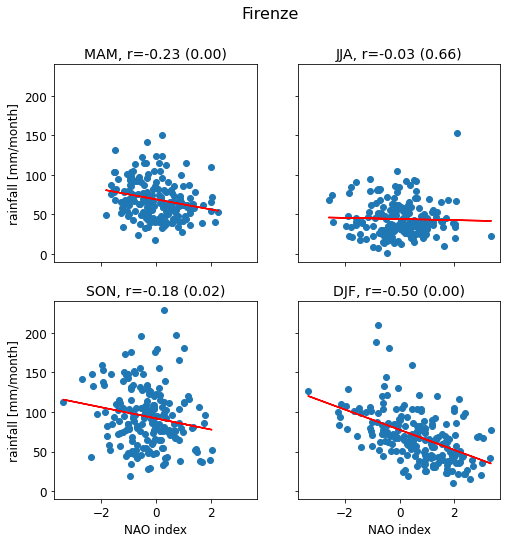 Firenze
MAM, r=-0.23 (0.00)
JJA, r=-0.03 (0.66)
rainfall [mm/month]
200
150
100
50
0
SON, r=-0.18 (0.02)
DJF, r=-0.50 (0.00)
rainfall [mm/month]
200
150
100
50
0
−2 0 2
−2 0 2
NAO index
NAO index